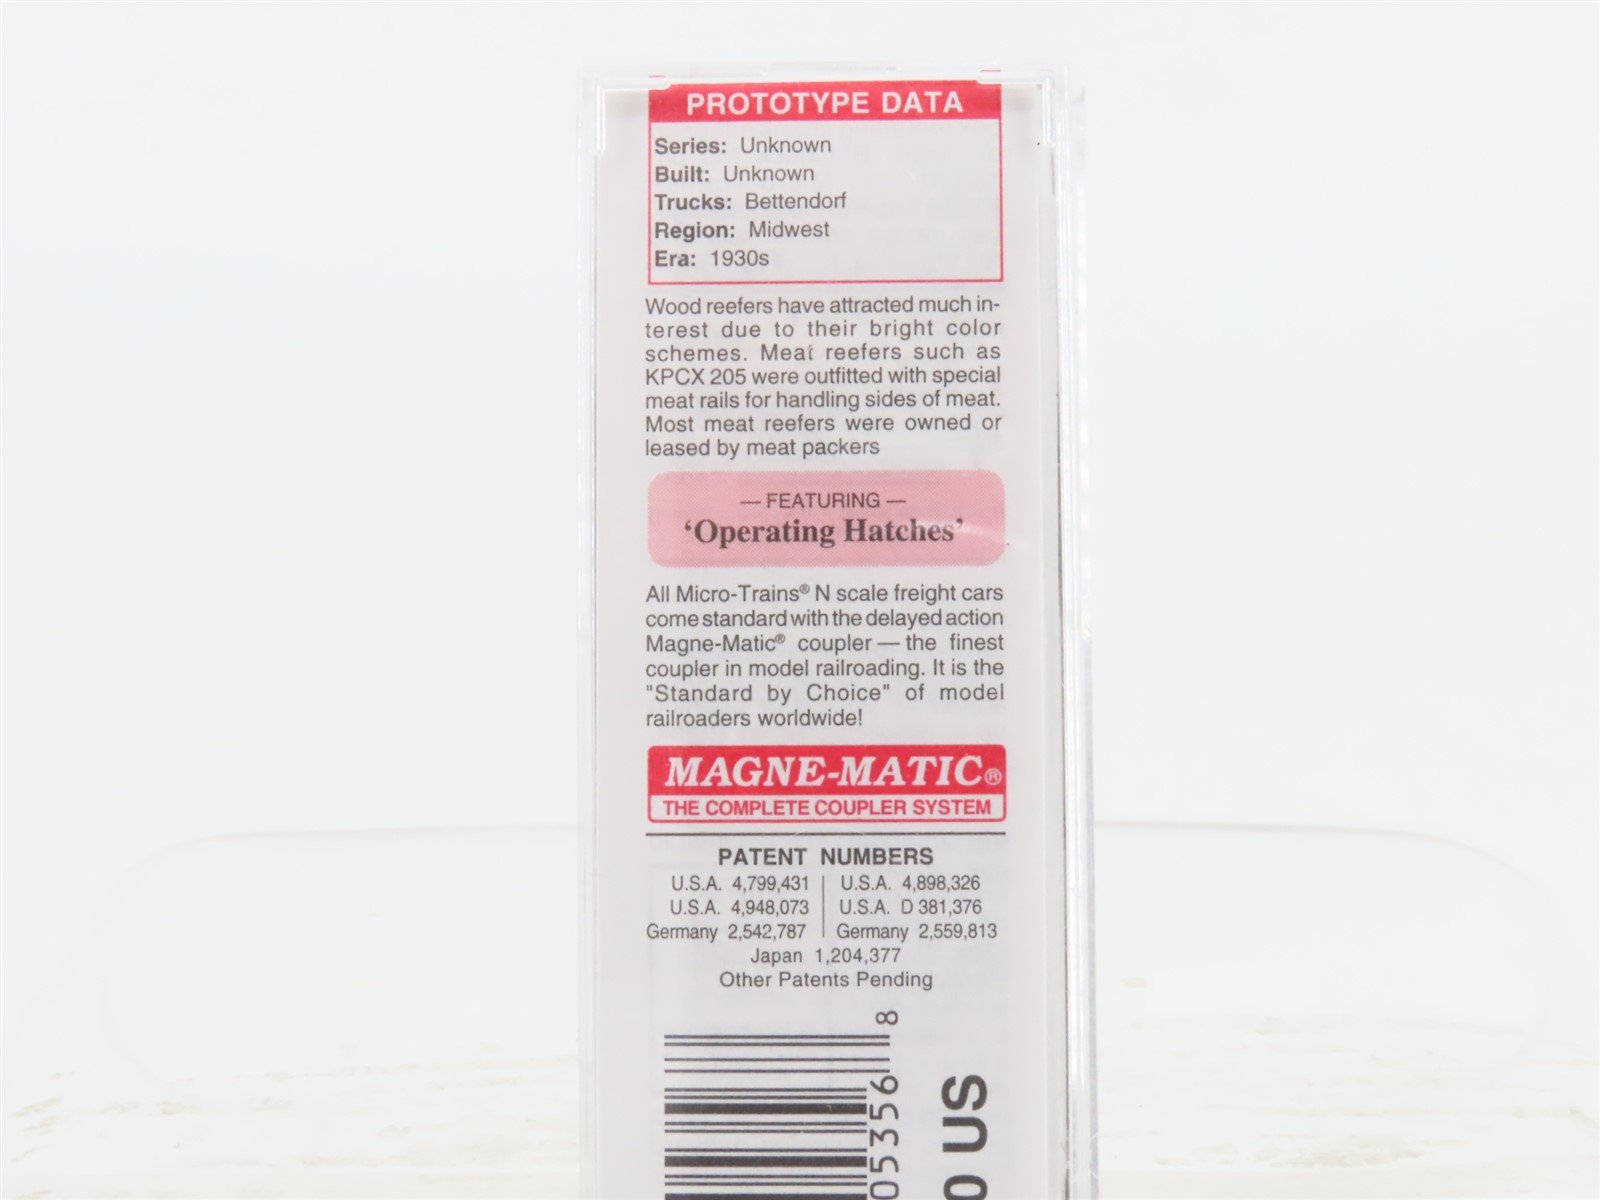 PROTOTYPE DATA
Series: Unknown
Built: Unknown
Trucks: Bettendorf
Region: Midwest
Era: 1930s
Wood reefers have attracted much in-
terest due to their bright color
schemes. Meat reefers such as
KPCX 205 were outfitted with special
meat rails for handling sides of meat.
Most meat reefers were owned or
leased by meat packers
— FEATURING —
‘Operating Hatches’
All Micro-Trains® N scale freight cars
come standard with the delayed action
Magne-Matic® coupler — the finest
coupler in model railroading. It is the
"Standard by Choice" of model
railroaders worldwide!
MAGNE-MATIC®
THE COMPLETE COUPLER SYSTEM
PATENT NUMBERS
U.S.A. 4,799,431 | U.S.A. 4,898,326
U.S.A. 4,948,073 | U.S.A. D 381,376
Germany 2,542,787 | Germany 2,559,813
Japan 1,204,377
Other Patents Pending
05356 8
0 US